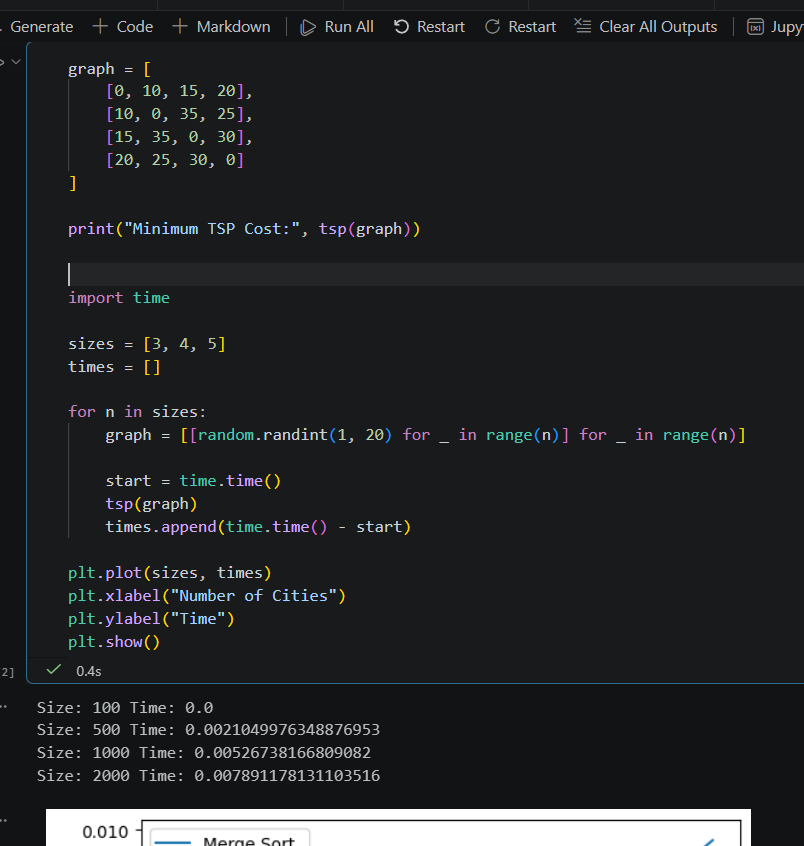 Generate + Code + Markdown Run All Restart Restart Clear All Outputs Jupy
graph = [
[0, 10, 15, 20],
[10, 0, 35, 25],
[15, 35, 0, 30],
[20, 25, 30, 0]
]
print("Minimum TSP Cost:", tsp(graph))
import time
sizes = [3, 4, 5]
times = []
for n in sizes:
graph = [[random.randint(1, 20) for _ in range(n)] for _ in range(n)]
start = time.time()
tsp(graph)
times.append(time.time() - start)
plt.plot(sizes, times)
plt.xlabel("Number of Cities")
plt.ylabel("Time")
plt.show()
2] 0.4s
Size: 100 Time: 0.0
Size: 500 Time: 0.0021049976348876953
Size: 1000 Time: 0.00526738166809082
Size: 2000 Time: 0.007891178131103516
0.010 Merge Sort